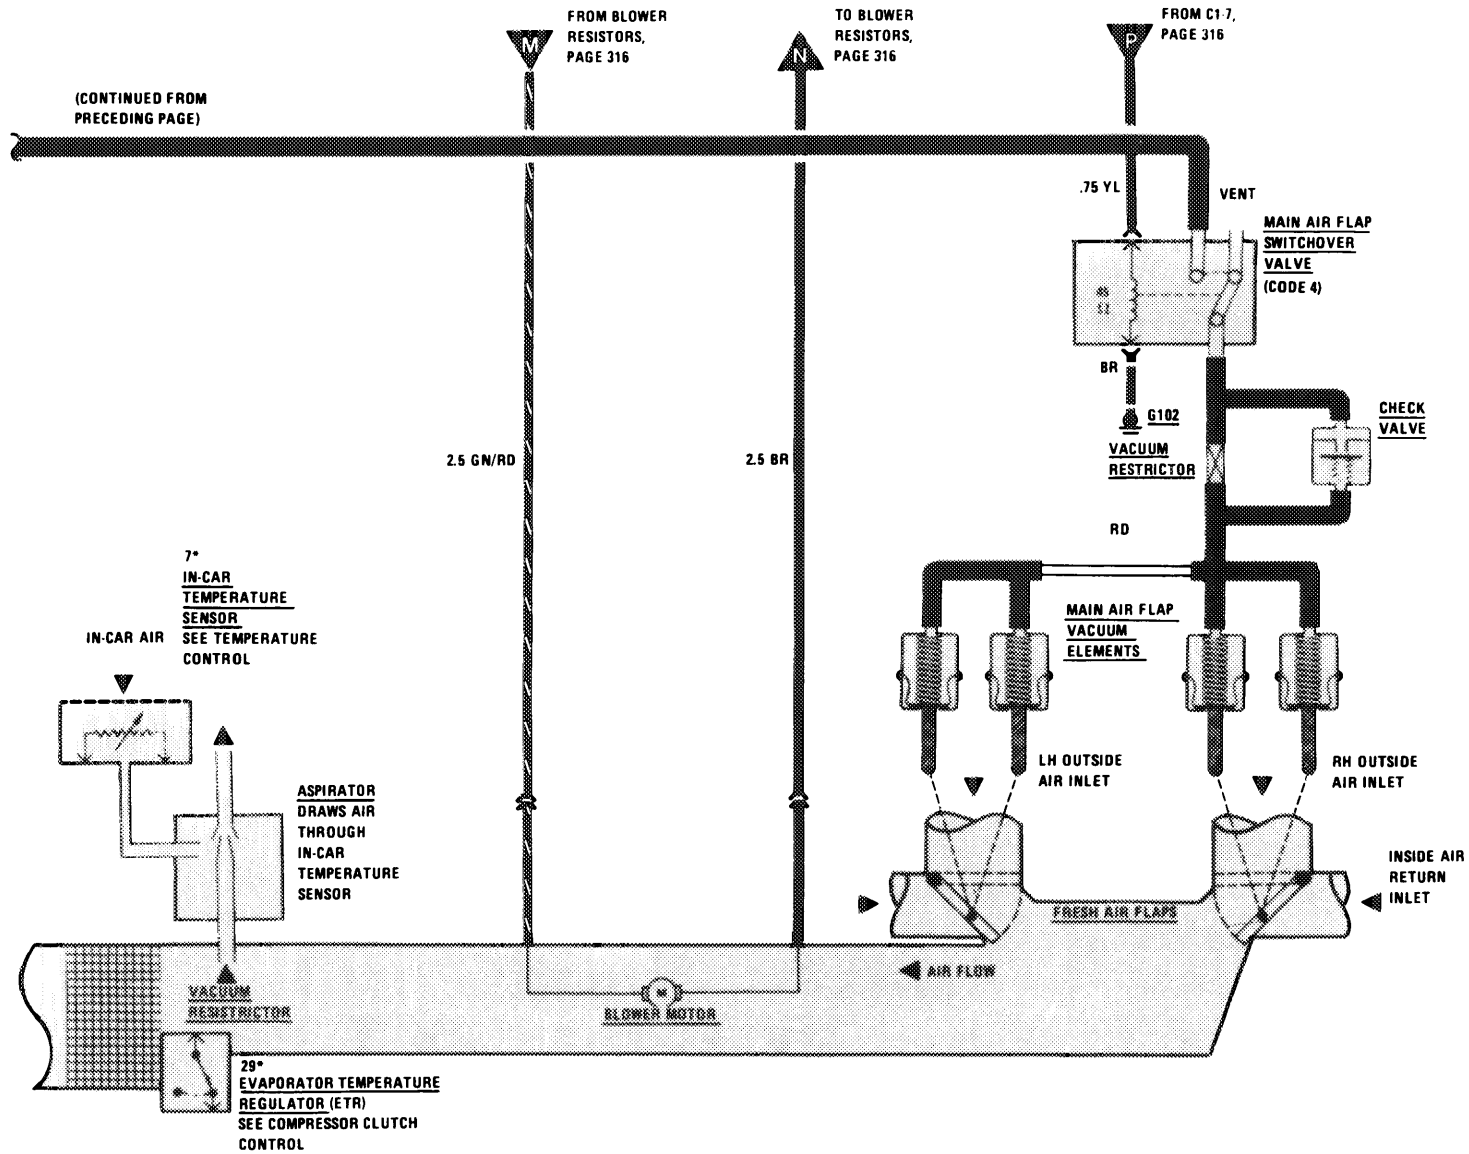 FROM BLOWER
RESISTORS,
PAGE 316
M
TO BLOWER
RESISTORS,
PAGE 316
N
FROM C1-7,
PAGE 316
P
(CONTINUED FROM
PRECEDING PAGE)
.75 YL
VENT
MAIN AIR FLAP
SWITCHOVER
VALVE
(CODE 4)
BR
G102
VACUUM
RESTRICTOR
CHECK
VALVE
2.5 GN/RD
2.5 BR
RD
7*
IN-CAR
TEMPERATURE
SENSOR
SEE TEMPERATURE
CONTROL
IN-CAR AIR
MAIN AIR FLAP
VACUUM
ELEMENTS
LH OUTSIDE
AIR INLET
RH OUTSIDE
AIR INLET
ASPIRATOR
DRAWS AIR
THROUGH
IN-CAR
TEMPERATURE
SENSOR
INSIDE AIR
RETURN
INLET
FRESH AIR FLAPS
AIR FLOW
VACUUM
RESISTRICTOR
M
BLOWER MOTOR
29*
EVAPORATOR TEMPERATURE
REGULATOR (ETR)
SEE COMPRESSOR CLUTCH
CONTROL